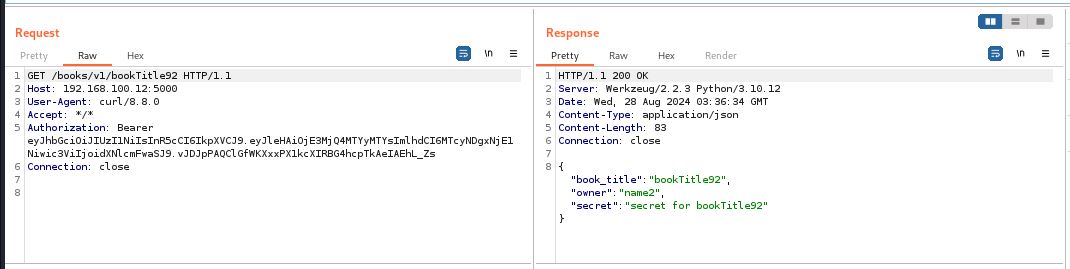 Request
Pretty Raw Hex
\n
1 GET /books/v1/bookTitle92 HTTP/1.1
2 Host: 192.168.100.12:5000
3 User-Agent: curl/8.8.0
4 Accept: */*
5 Authorization: Bearer
eyJhbGciOiJIUzI1NiIsInR5cCI6IkpXVCJ9.eyJleHAiOjE3MjQ4MTYyMTYsImlhdCI6MTcyNDgxNjE1
Niwic3ViIjoidXNlcmFwaSJ9.vJDJpPAQClGfWKXxxPX1kcXIRBG4hcpTkAeIAEhL_Zs
6 Connection: close
7
8
Response
Pretty Raw Hex Render
\n
1 HTTP/1.1 200 OK
2 Server: Werkzeug/2.2.3 Python/3.10.12
3 Date: Wed, 28 Aug 2024 03:36:34 GMT
4 Content-Type: application/json
5 Content-Length: 83
6 Connection: close
7
8 {
"book_title":"bookTitle92",
"owner":"name2",
"secret":"secret for bookTitle92"
}